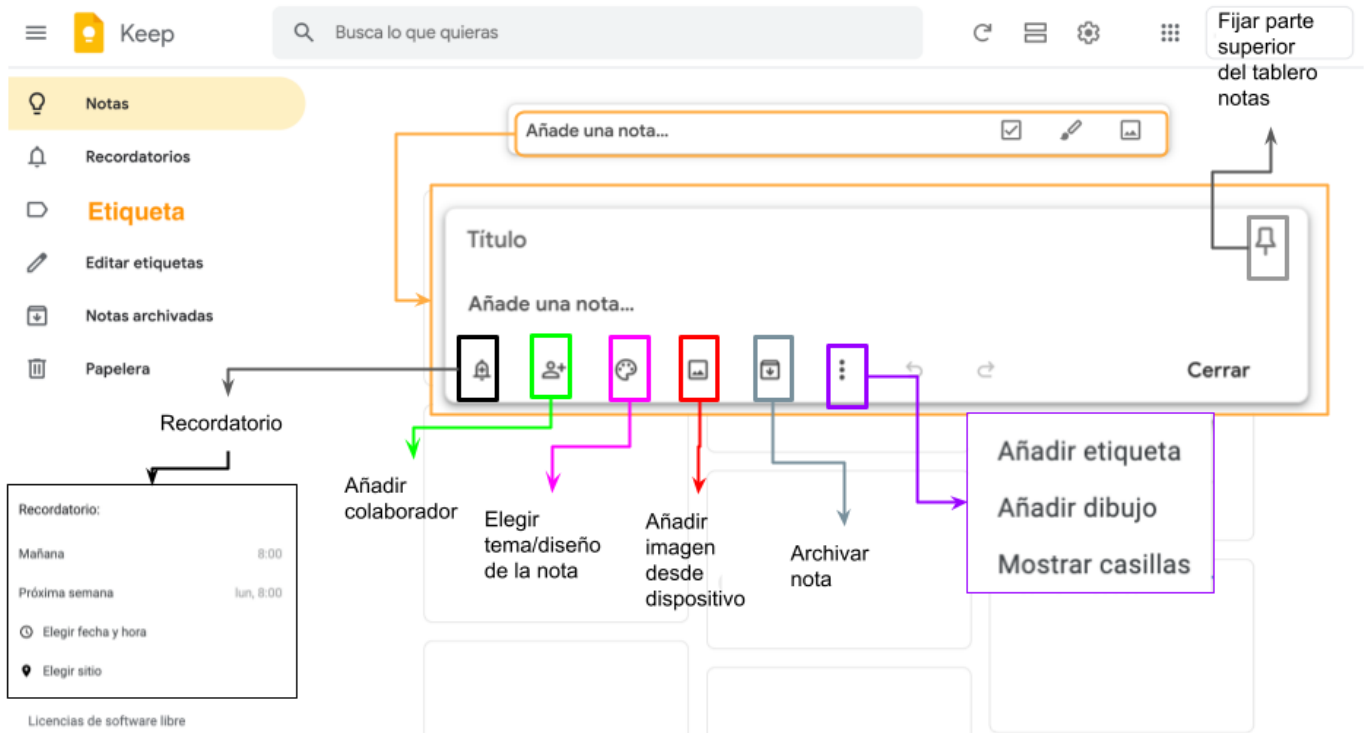 Keep
Busca lo que quieras
Fijar parte
superior
del tablero
notas
Notas
Recordatorios
Etiqueta
Editar etiquetas
Notas archivadas
Papelera
Añade una nota...
Título
Añade una nota...
Cerrar
Recordatorio
Recordatorio:
Mañana 8:00
Próxima semana lun, 8:00
Elegir fecha y hora
Elegir sitio
Licencias de software libre
Añadir
colaborador
Elegir
tema/diseño
de la nota
Añadir
imagen
desde
dispositivo
Archivar
nota
Añadir etiqueta
Añadir dibujo
Mostrar casillas